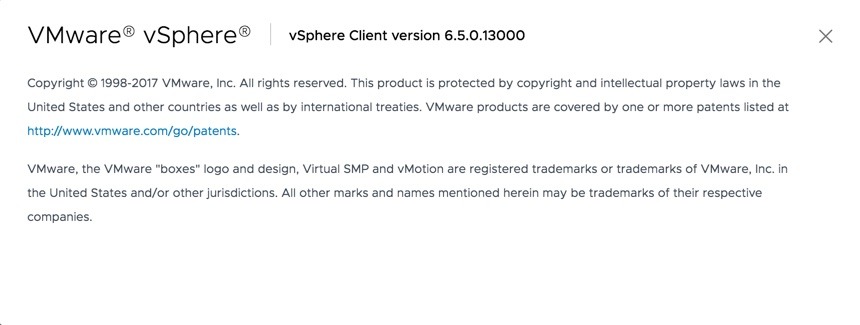 VMware® vSphere® vSphere Client version 6.5.0.13000
Copyright © 1998-2017 VMware, Inc. All rights reserved. This product is protected by copyright and intellectual property laws in the
United States and other countries as well as by international treaties. VMware products are covered by one or more patents listed at
http://www.vmware.com/go/patents.
VMware, the VMware "boxes" logo and design, Virtual SMP and vMotion are registered trademarks or trademarks of VMware, Inc. in
the United States and/or other jurisdictions. All other marks and names mentioned herein may be trademarks of their respective
companies.